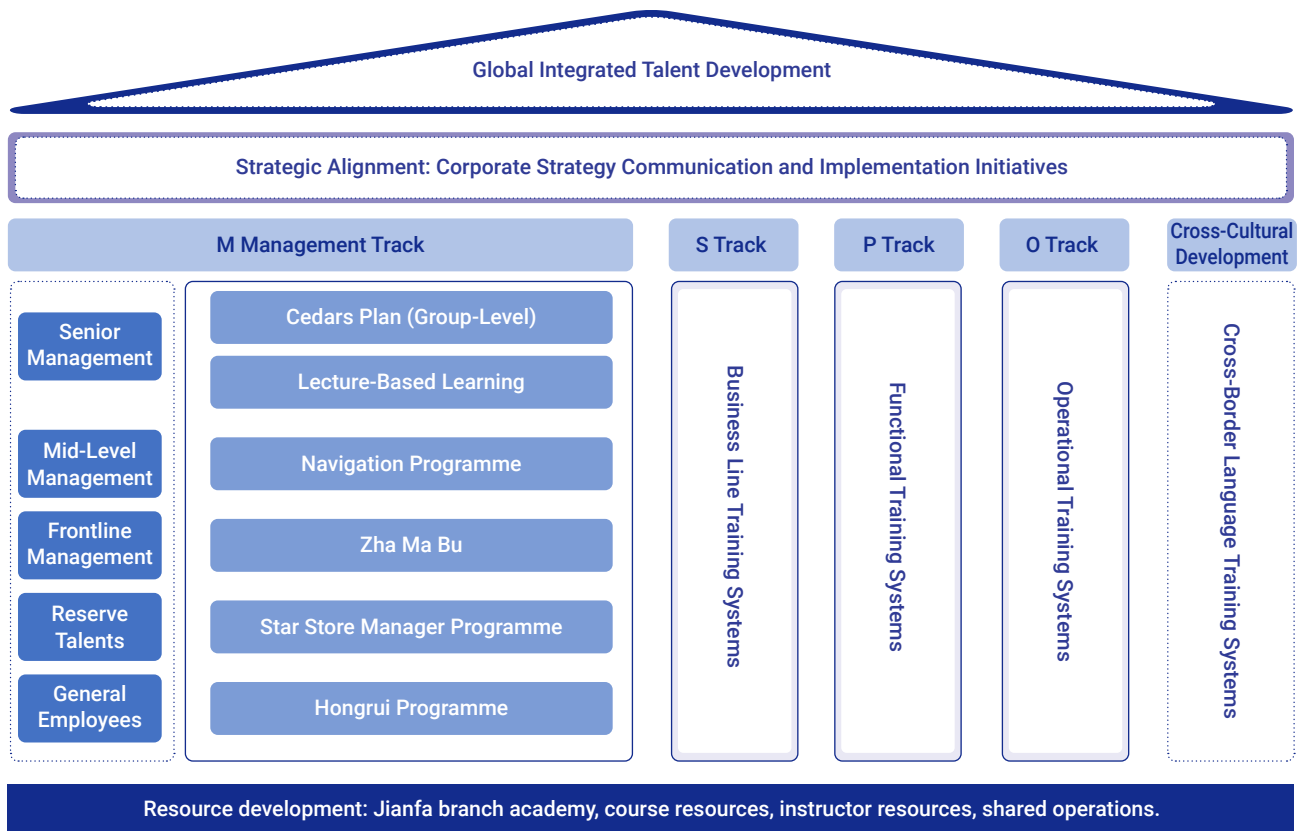 Global Integrated Talent Development
Strategic Alignment: Corporate Strategy Communication and Implementation Initiatives
M Management Track
S Track
P Track
O Track
Cross-Cultural
Development
Senior
Management
Cedars Plan (Group-Level)
Lecture-Based Learning
Mid-Level
Management
Navigation Programme
Frontline
Management
Zha Ma Bu
Reserve
Talents
Star Store Manager Programme
General
Employees
Hongrui Programme
Business Line Training Systems
Functional Training Systems
Operational Training Systems
Cross-Border Language Training Systems
Resource development: Jianfa branch academy, course resources, instructor resources, shared operations.